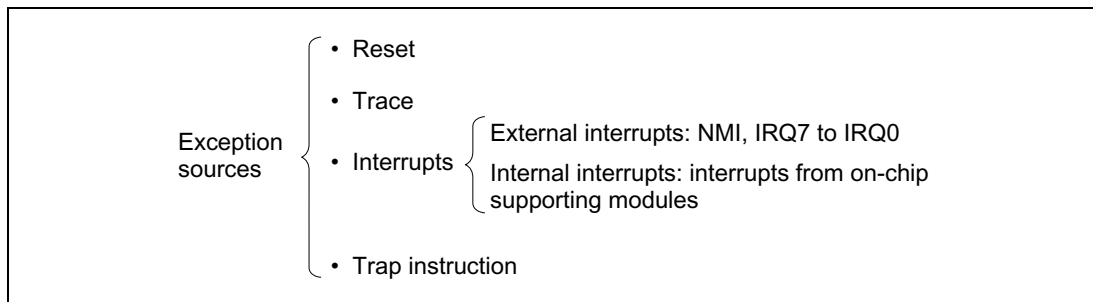 Exception
sources
• Reset
• Trace
• Interrupts
External interrupts: NMI, IRQ7 to IRQ0
Internal interrupts: interrupts from on-chip
supporting modules
• Trap instruction